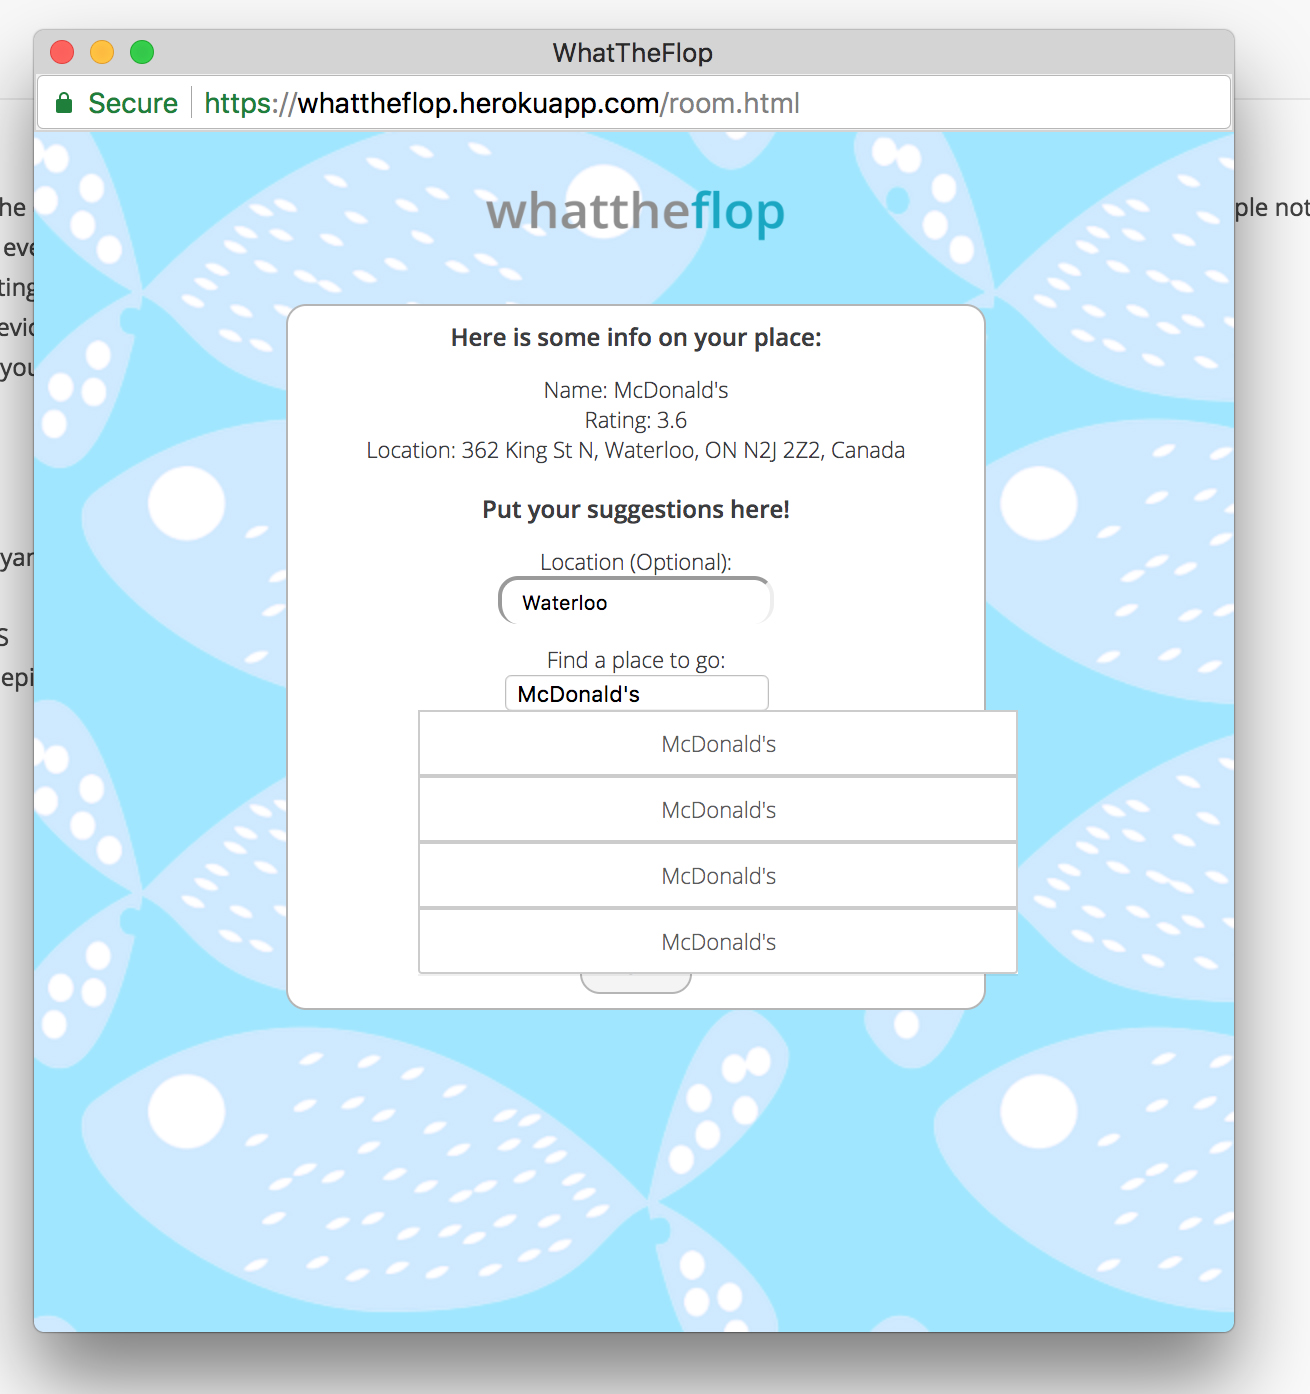 WhatTheFlop
Secure https://whattheflop.herokuapp.com/room.html
he
ple not
eve
ting
evic
you
yar
S
epi
whattheflop
Here is some info on your place:
Name: McDonald's
Rating: 3.6
Location: 362 King St N, Waterloo, ON N2J 2Z2, Canada
Put your suggestions here!
Location (Optional):
Waterloo
Find a place to go:
McDonald's
McDonald's
McDonald's
McDonald's
McDonald's